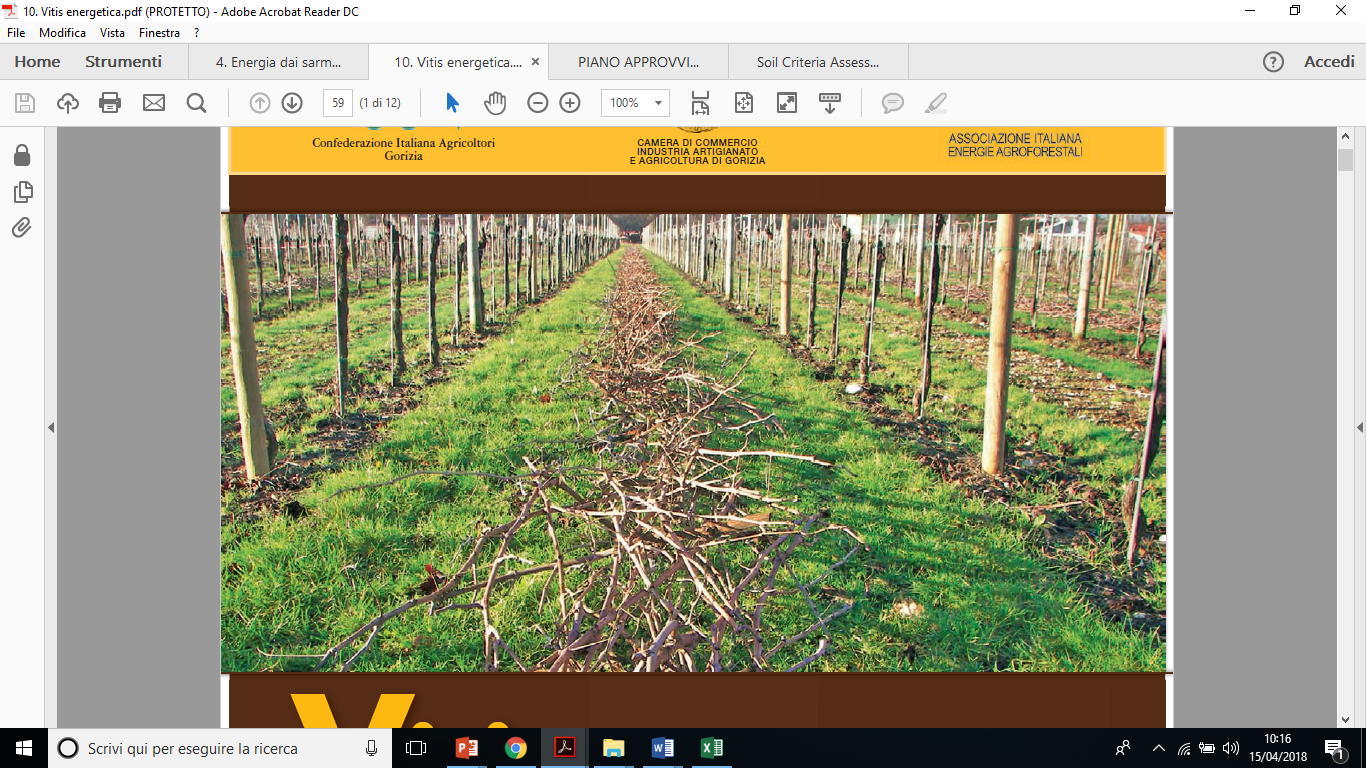 10. Vitis energetica.pdf (PROTETTO) - Adobe Acrobat Reader DC
File Modifica Vista Finestra ?
Home Strumenti 4. Energia dai sarm... 10. Vitis energetica.... PIANO APPROVVI... Soil Criteria Assess... Accedi
59 (1 di 12) 100%
Confederazione Italiana Agricoltori
Gorizia
CAMERA DI COMMERCIO
INDUSTRIA ARTIGIANATO
E AGRICOLTURA DI GORIZIA
ASSOCIAZIONE ITALIANA
ENERGIE AGROFORESTALI
Scrivi qui per eseguire la ricerca
10:16
15/04/2018
1